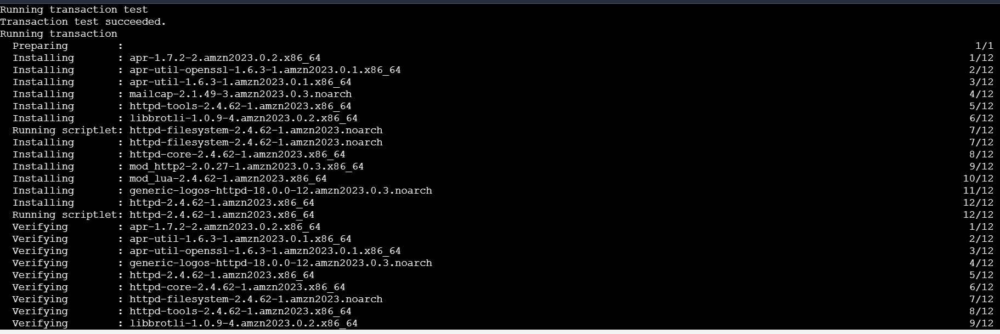 Running transaction test
Transaction test succeeded.
Running transaction
  Preparing        :                                                                 1/1
  Installing       : apr-1.7.2-2.amzn2023.0.2.x86_64                                1/12
  Installing       : apr-util-openssl-1.6.3-1.amzn2023.0.1.x86_64                   2/12
  Installing       : apr-util-1.6.3-1.amzn2023.0.1.x86_64                           3/12
  Installing       : mailcap-2.1.49-3.amzn2023.0.3.noarch                           4/12
  Installing       : httpd-tools-2.4.62-1.amzn2023.x86_64                           5/12
  Installing       : libbrotli-1.0.9-4.amzn2023.0.2.x86_64                          6/12
  Running scriptlet: httpd-filesystem-2.4.62-1.amzn2023.noarch                      7/12
  Installing       : httpd-filesystem-2.4.62-1.amzn2023.noarch                      7/12
  Installing       : httpd-core-2.4.62-1.amzn2023.x86_64                            8/12
  Installing       : mod_http2-2.0.27-1.amzn2023.0.3.x86_64                         9/12
  Installing       : mod_lua-2.4.62-1.amzn2023.x86_64                              10/12
  Installing       : generic-logos-httpd-18.0.0-12.amzn2023.0.3.noarch             11/12
  Installing       : httpd-2.4.62-1.amzn2023.x86_64                                12/12
  Running scriptlet: httpd-2.4.62-1.amzn2023.x86_64                                12/12
  Verifying        : apr-1.7.2-2.amzn2023.0.2.x86_64                                1/12
  Verifying        : apr-util-1.6.3-1.amzn2023.0.1.x86_64                           2/12
  Verifying        : apr-util-openssl-1.6.3-1.amzn2023.0.1.x86_64                   3/12
  Verifying        : generic-logos-httpd-18.0.0-12.amzn2023.0.3.noarch              4/12
  Verifying        : httpd-2.4.62-1.amzn2023.x86_64                                 5/12
  Verifying        : httpd-core-2.4.62-1.amzn2023.x86_64                            6/12
  Verifying        : httpd-filesystem-2.4.62-1.amzn2023.noarch                      7/12
  Verifying        : httpd-tools-2.4.62-1.amzn2023.x86_64                           8/12
  Verifying        : libbrotli-1.0.9-4.amzn2023.0.2.x86_64                          9/12